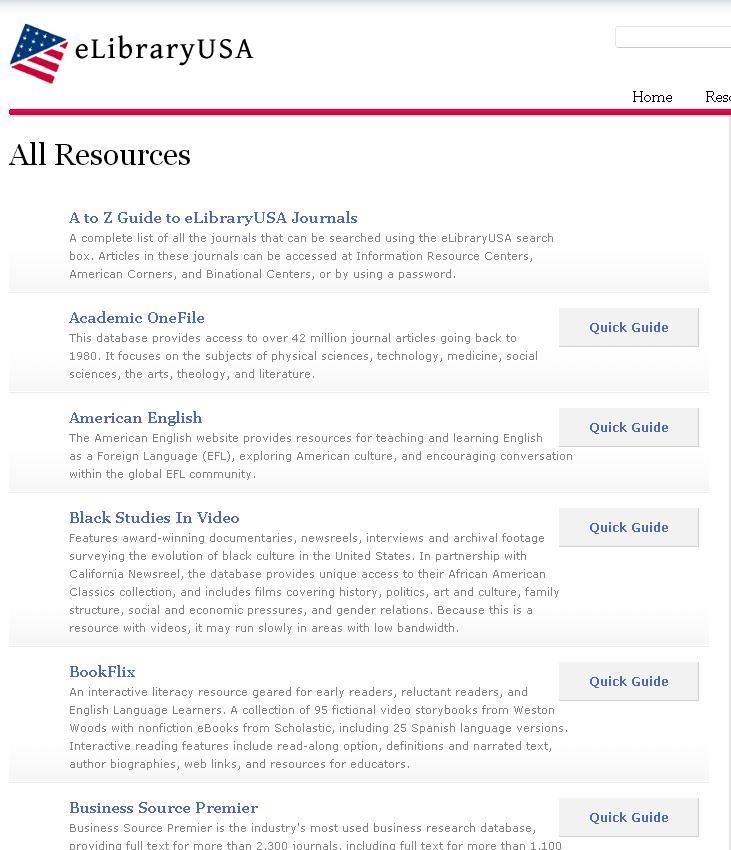 eLibraryUSA
Home Reso
All Resources
A to Z Guide to eLibraryUSA Journals
A complete list of all the journals that can be searched using the eLibraryUSA search
box. Articles in these journals can be accessed at Information Resource Centers,
American Corners, and Binational Centers, or by using a password.
Academic OneFile
Quick Guide
This database provides access to over 42 million journal articles going back to
1980. It focuses on the subjects of physical sciences, technology, medicine, social
sciences, the arts, theology, and literature.
American English
Quick Guide
The American English website provides resources for teaching and learning English
as a Foreign Language (EFL), exploring American culture, and encouraging conversation
within the global EFL community.
Black Studies In Video
Quick Guide
Features award-winning documentaries, newsreels, interviews and archival footage
surveying the evolution of black culture in the United States. In partnership with
California Newsreel, the database provides unique access to their African American
Classics collection, and includes films covering history, politics, art and culture, family
structure, social and economic pressures, and gender relations. Because this is a
resource with videos, it may run slowly in areas with low bandwidth.
BookFlix
Quick Guide
An interactive literacy resource geared for early readers, reluctant readers, and
English Language Learners. A collection of 95 fictional video storybooks from Weston
Woods with nonfiction eBooks from Scholastic, including 25 Spanish language versions.
Interactive reading features include read-along option, definitions and narrated text,
author biographies, web links, and resources for educators.
Business Source Premier
Quick Guide
Business Source Premier is the industry's most used business research database,
providing full text for more than 2,300 journals, including full text for more than 1,100